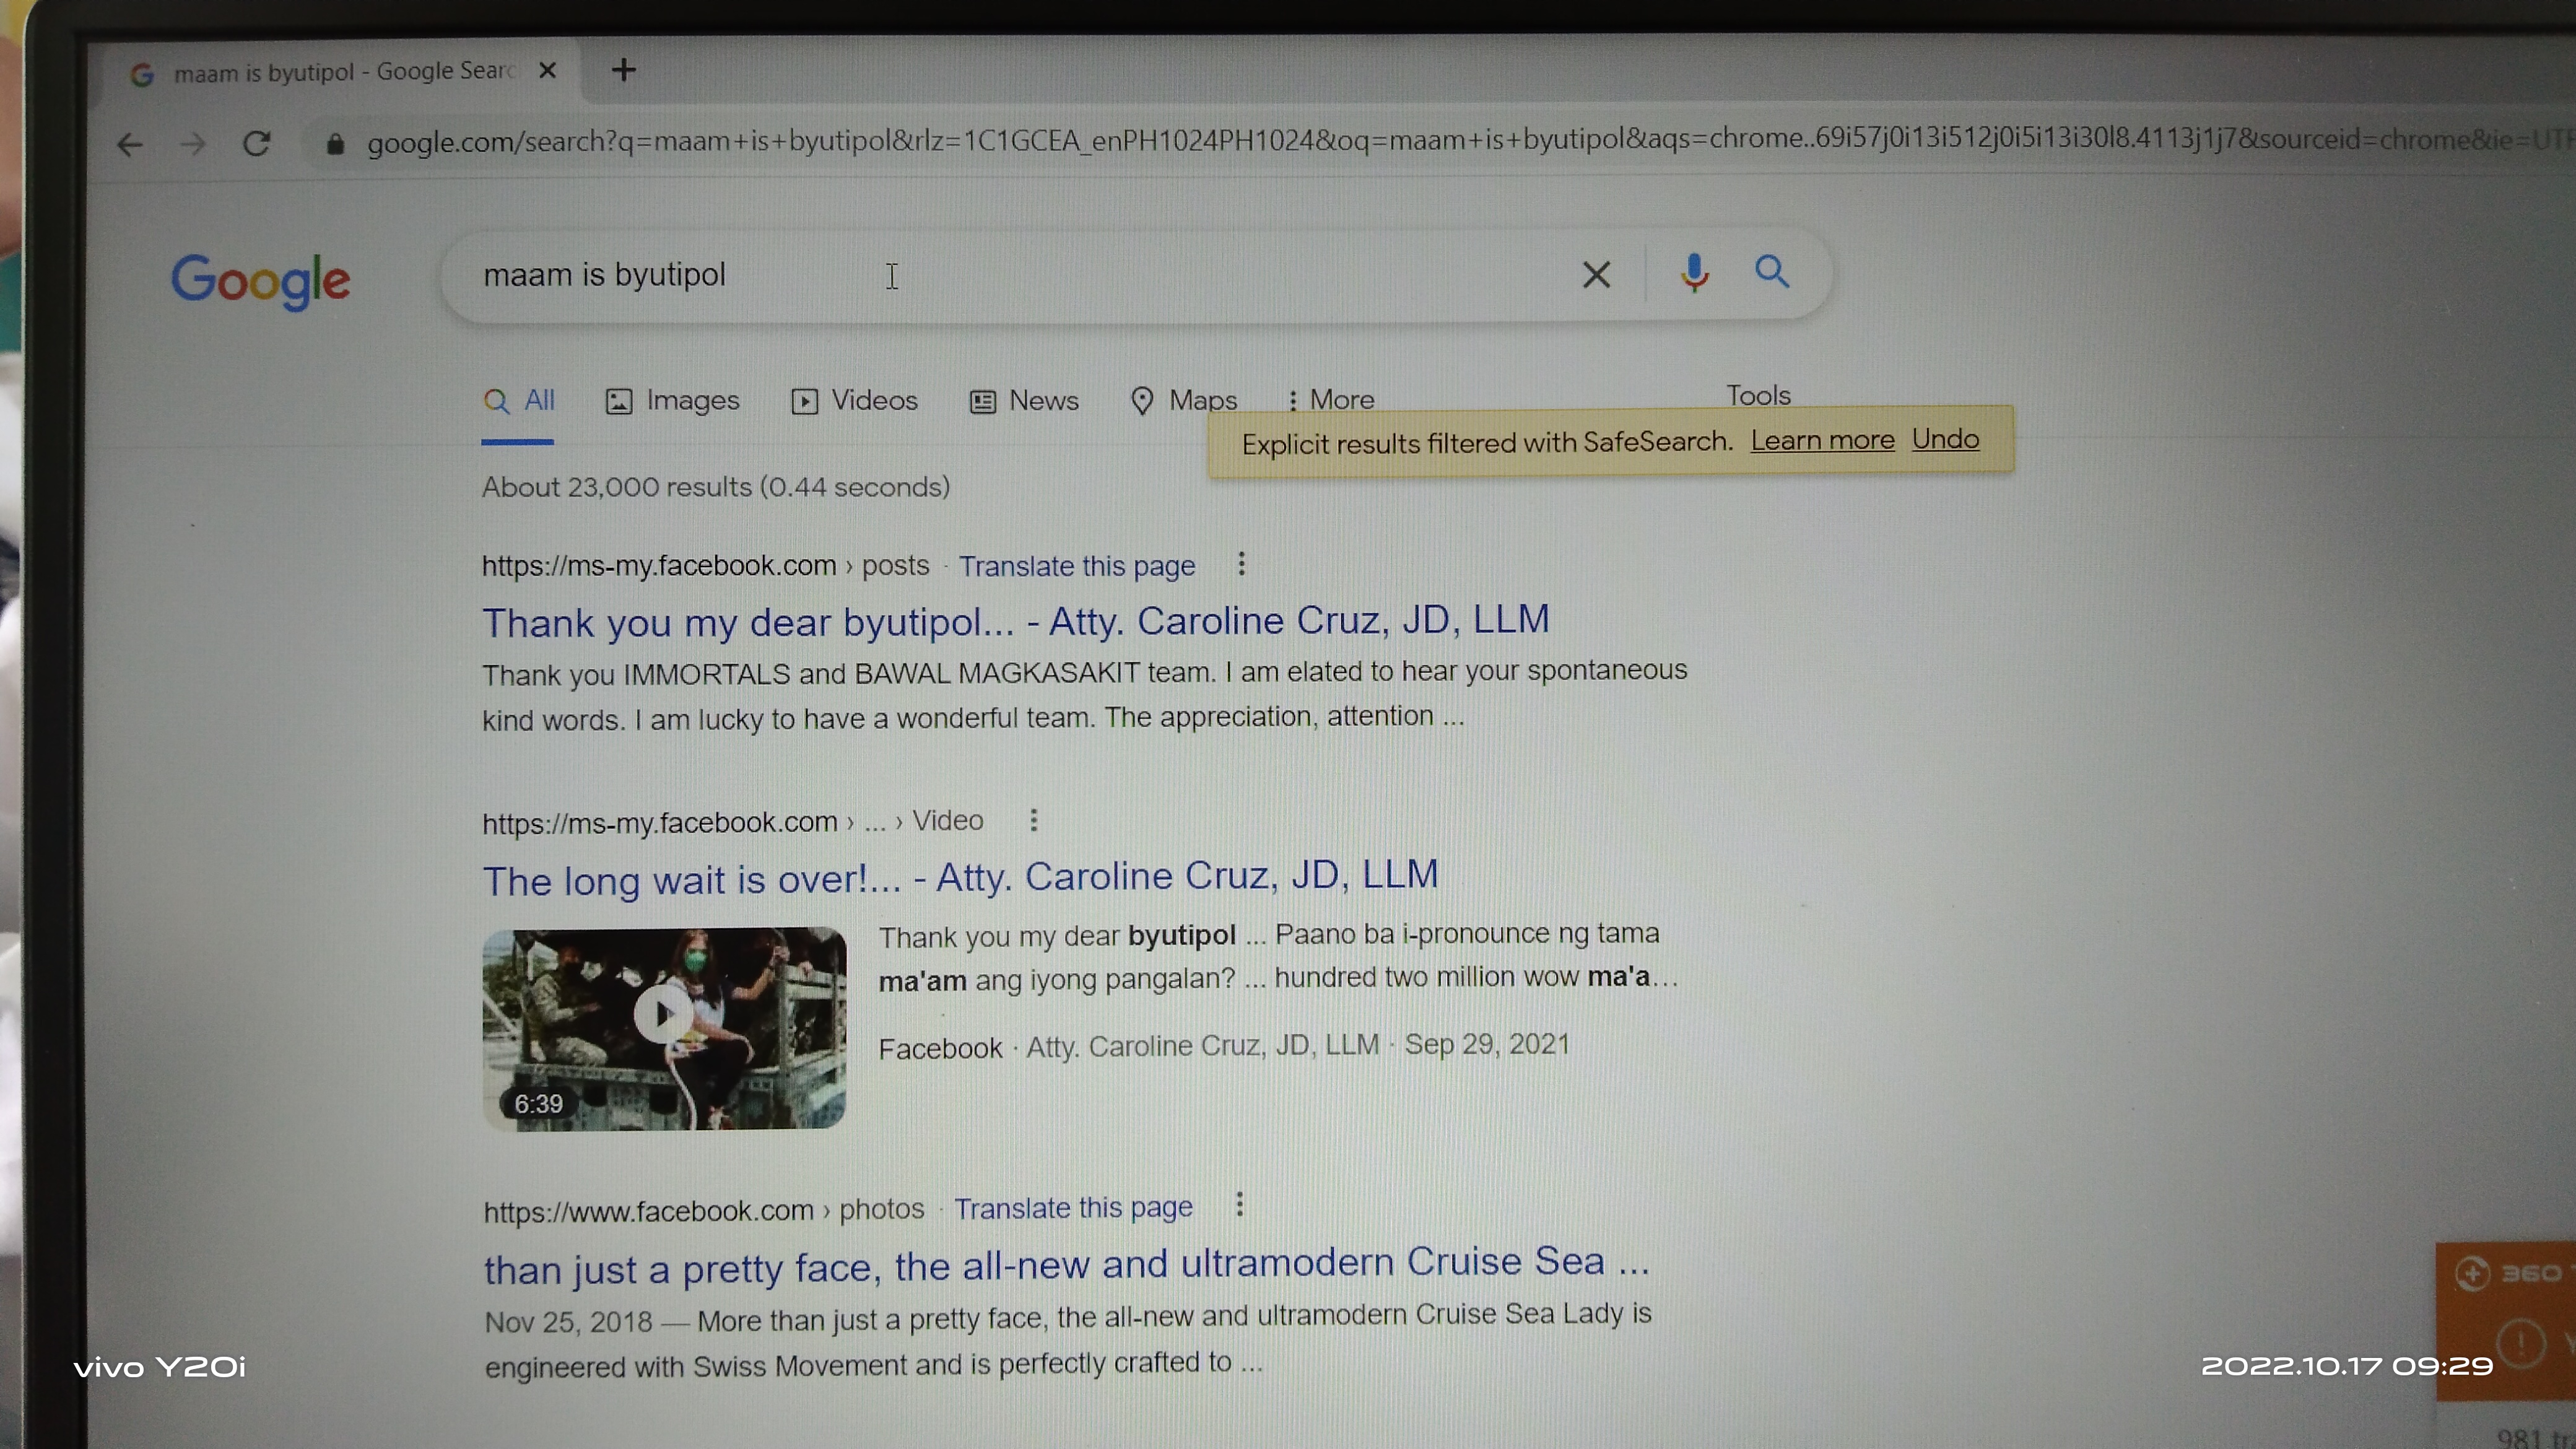 maam is byutipol - Google Searc
google.com/search?q=maam+is+byutipol&rlz=1C1GCEA_enPH1024PH1024&oq=maam+is+byutipol&aqs=chrome..69i57j0i13i512j0i5i13i30l8.4113j1j7&sourceid=chrome&ie=UTF
Google
maam is byutipol
All Images Videos News Maps More Tools
Explicit results filtered with SafeSearch. Learn more Undo
About 23,000 results (0.44 seconds)
https://ms-my.facebook.com › posts · Translate this page
Thank you my dear byutipol... - Atty. Caroline Cruz, JD, LLM
Thank you IMMORTALS and BAWAL MAGKASAKIT team. I am elated to hear your spontaneous
kind words. I am lucky to have a wonderful team. The appreciation, attention ...
https://ms-my.facebook.com › ... › Video
The long wait is over!... - Atty. Caroline Cruz, JD, LLM
Thank you my dear byutipol ... Paano ba i-pronounce ng tama
ma'am ang iyong pangalan? ... hundred two million wow ma'a...
Facebook · Atty. Caroline Cruz, JD, LLM · Sep 29, 2021
6:39
https://www.facebook.com › photos · Translate this page
than just a pretty face, the all-new and ultramodern Cruise Sea ...
Nov 25, 2018 — More than just a pretty face, the all-new and ultramodern Cruise Sea Lady is
engineered with Swiss Movement and is perfectly crafted to ...
360
vivo Y20i
2022.10.17 09:29
981